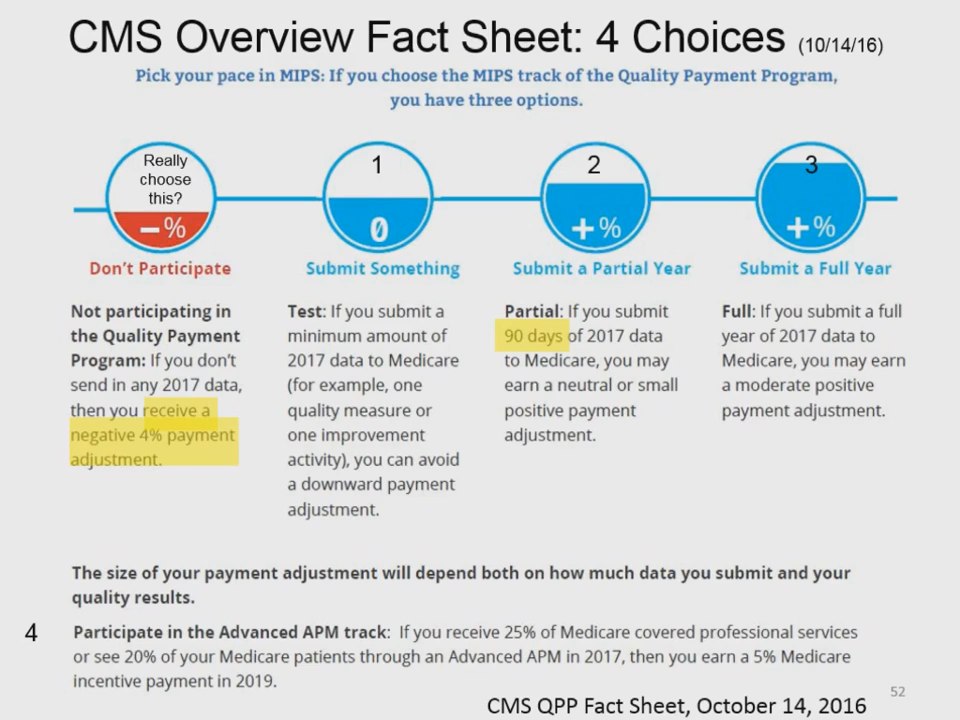 CMS Overview Fact Sheet: 4 Choices (10/14/16)
Pick your pace in MIPS: If you choose the MIPS track of the Quality Payment Program,
you have three options.
Really
choose
this?
– %
1
0
2
+ %
3
+ %
Don't Participate
Submit Something
Submit a Partial Year
Submit a Full Year
Not participating in
the Quality Payment
Program: If you don't
send in any 2017 data,
then you receive a
negative 4% payment
adjustment.
Test: If you submit a
minimum amount of
2017 data to Medicare
(for example, one
quality measure or
one improvement
activity), you can avoid
a downward payment
adjustment.
Partial: If you submit
90 days of 2017 data
to Medicare, you may
earn a neutral or small
positive payment
adjustment.
Full: If you submit a full
year of 2017 data to
Medicare, you may earn
a moderate positive
payment adjustment.
The size of your payment adjustment will depend both on how much data you submit and your
quality results.
4
Participate in the Advanced APM track: If you receive 25% of Medicare covered professional services
or see 20% of your Medicare patients through an Advanced APM in 2017, then you earn a 5% Medicare
incentive payment in 2019.
52
CMS QPP Fact Sheet, October 14, 2016